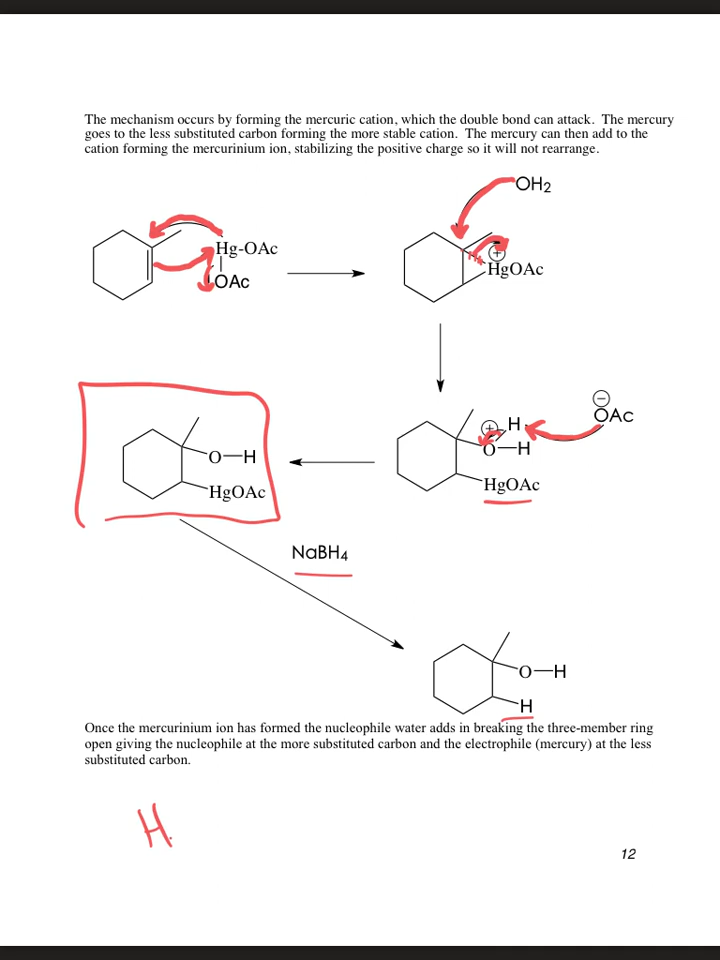 The mechanism occurs by forming the mercuric cation, which the double bond can attack.  The mercury
goes to the less substituted carbon forming the more stable cation.  The mercury can then add to the
cation forming the mercurinium ion, stabilizing the positive charge so it will not rearrange.
OH2
Hg-OAc
OAc
+
HgOAc
−
OAc
+ H
O—H
HgOAc
O—H
HgOAc
NaBH4
O—H
H
Once the mercurinium ion has formed the nucleophile water adds in breaking the three-member ring
open giving the nucleophile at the more substituted carbon and the electrophile (mercury) at the less
substituted carbon.
H.
12